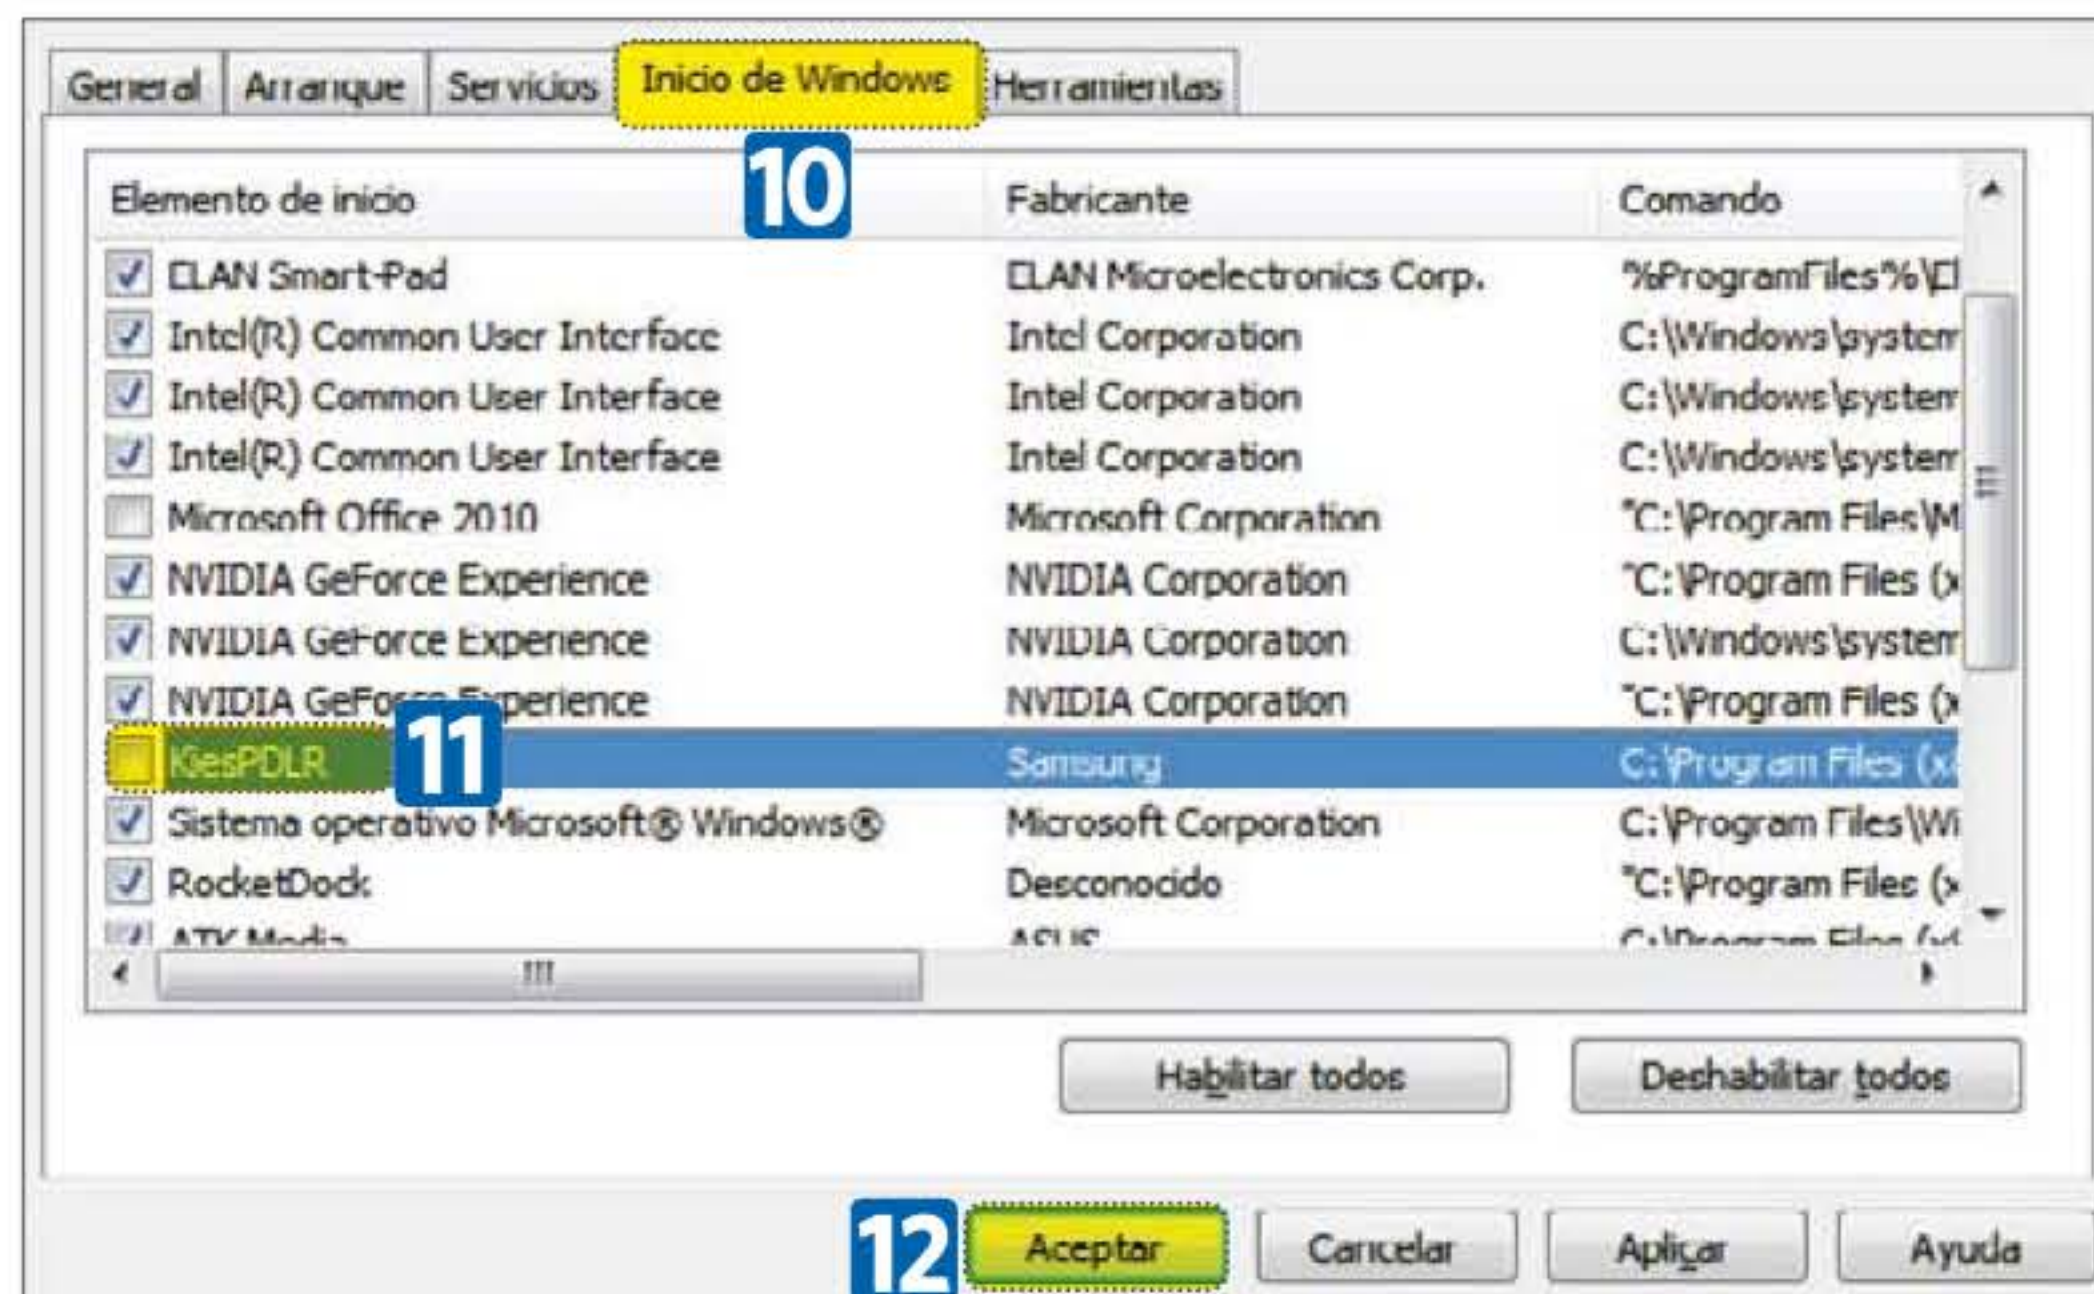 General Arranque Servicios Inicio de Windows Herramientas
10
Elemento de inicio Fabricante Comando
ELAN Smart-Pad ELAN Microelectronics Corp. "%ProgramFiles%\El
Intel(R) Common User Interface Intel Corporation C:\Windows\system
Intel(R) Common User Interface Intel Corporation C:\Windows\system
Intel(R) Common User Interface Intel Corporation C:\Windows\system
Microsoft Office 2010 Microsoft Corporation "C:\Program Files\M
NVIDIA GeForce Experience NVIDIA Corporation "C:\Program Files (x
NVIDIA GeForce Experience NVIDIA Corporation C:\Windows\system
NVIDIA GeForce Experience NVIDIA Corporation "C:\Program Files (x
KiesPDLR 11 Samsung C:\Program Files (x
Sistema operativo Microsoft® Windows® Microsoft Corporation C:\Program Files\Wi
RocketDock Desconocido "C:\Program Files (x
ATK Media ASUS C:\Program Files (x
Habilitar todos Deshabilitar todos
12 Aceptar Cancelar Aplicar Ayuda